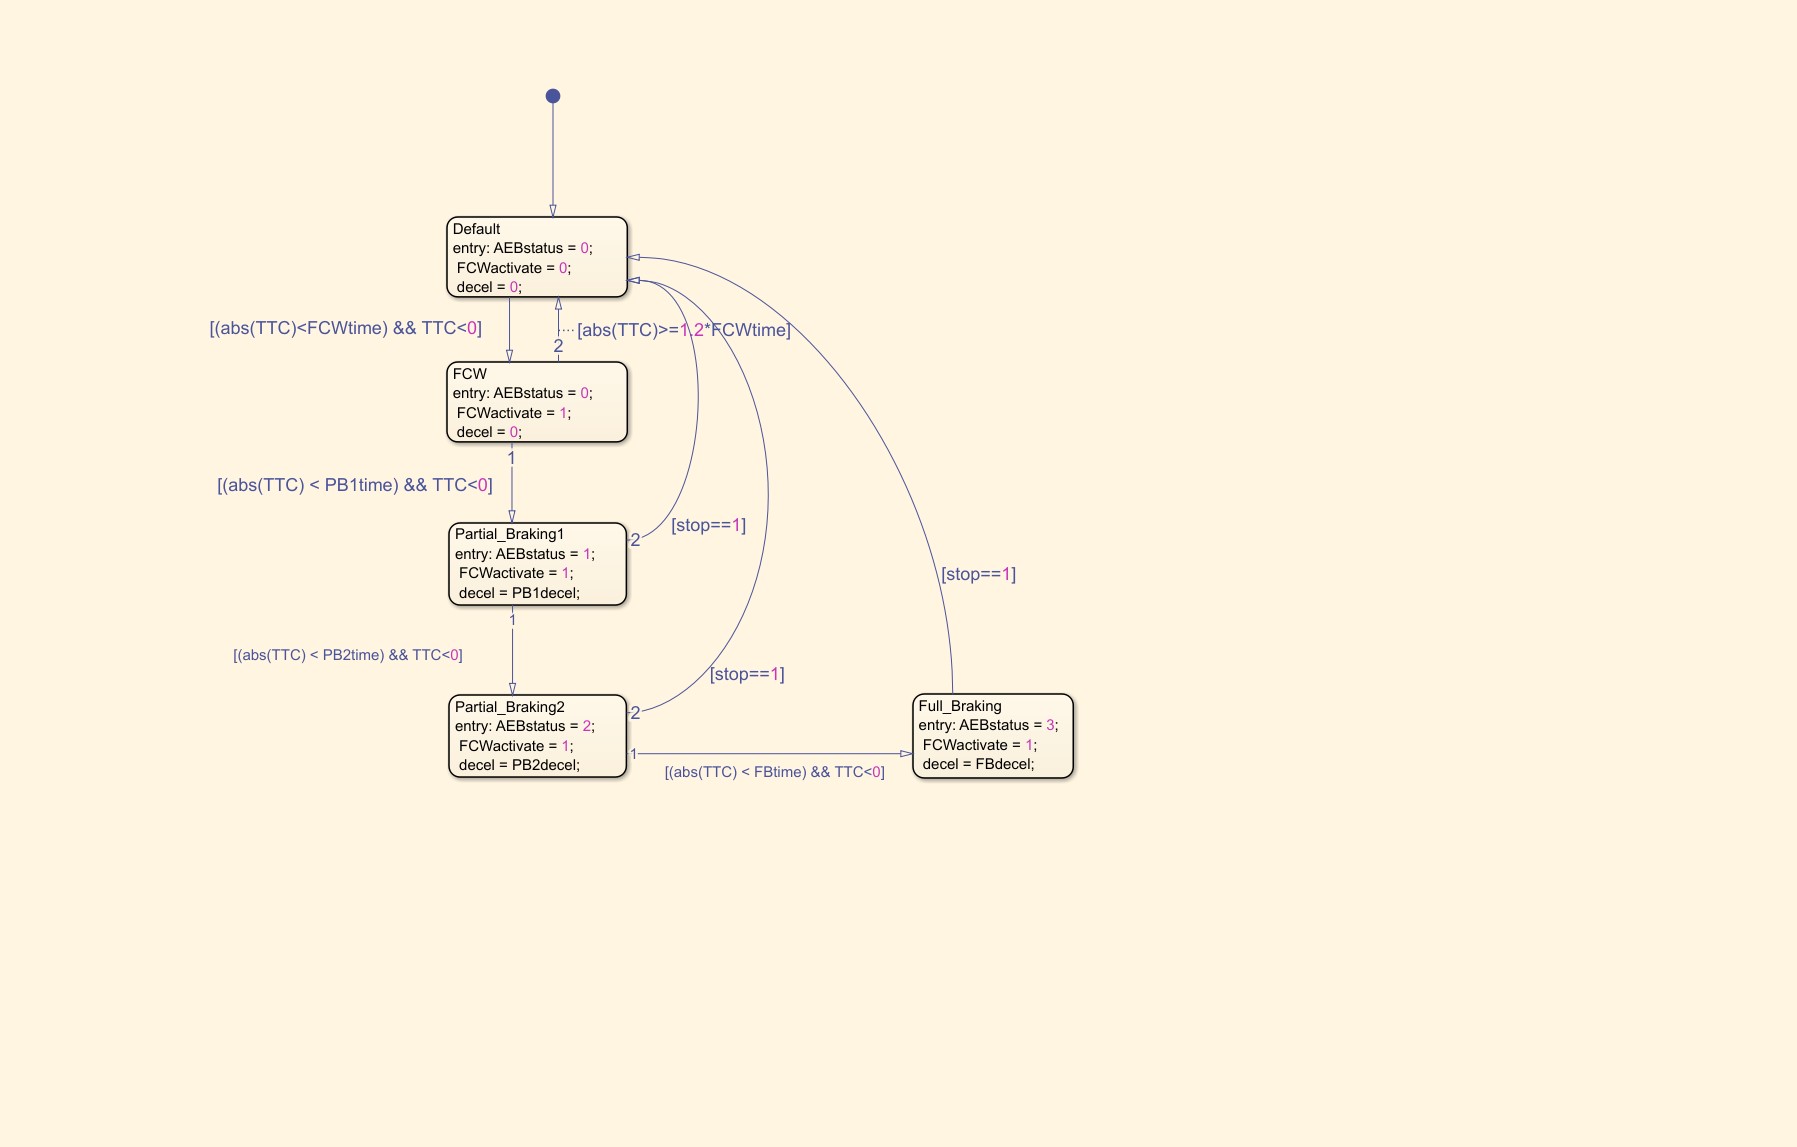 Default
entry: AEBstatus = 0;
FCWactivate = 0;
decel = 0;
[(abs(TTC)<FCWtime) && TTC<0]
[abs(TTC)>=1.2*FCWtime]
2
FCW
entry: AEBstatus = 0;
FCWactivate = 1;
decel = 0;
1
[(abs(TTC) < PB1time) && TTC<0]
Partial_Braking1
entry: AEBstatus = 1;
FCWactivate = 1;
decel = PB1decel;
2
[stop==1]
[stop==1]
1
[(abs(TTC) < PB2time) && TTC<0]
[stop==1]
Partial_Braking2
entry: AEBstatus = 2;
FCWactivate = 1;
decel = PB2decel;
2
1
[(abs(TTC) < FBtime) && TTC<0]
Full_Braking
entry: AEBstatus = 3;
FCWactivate = 1;
decel = FBdecel;